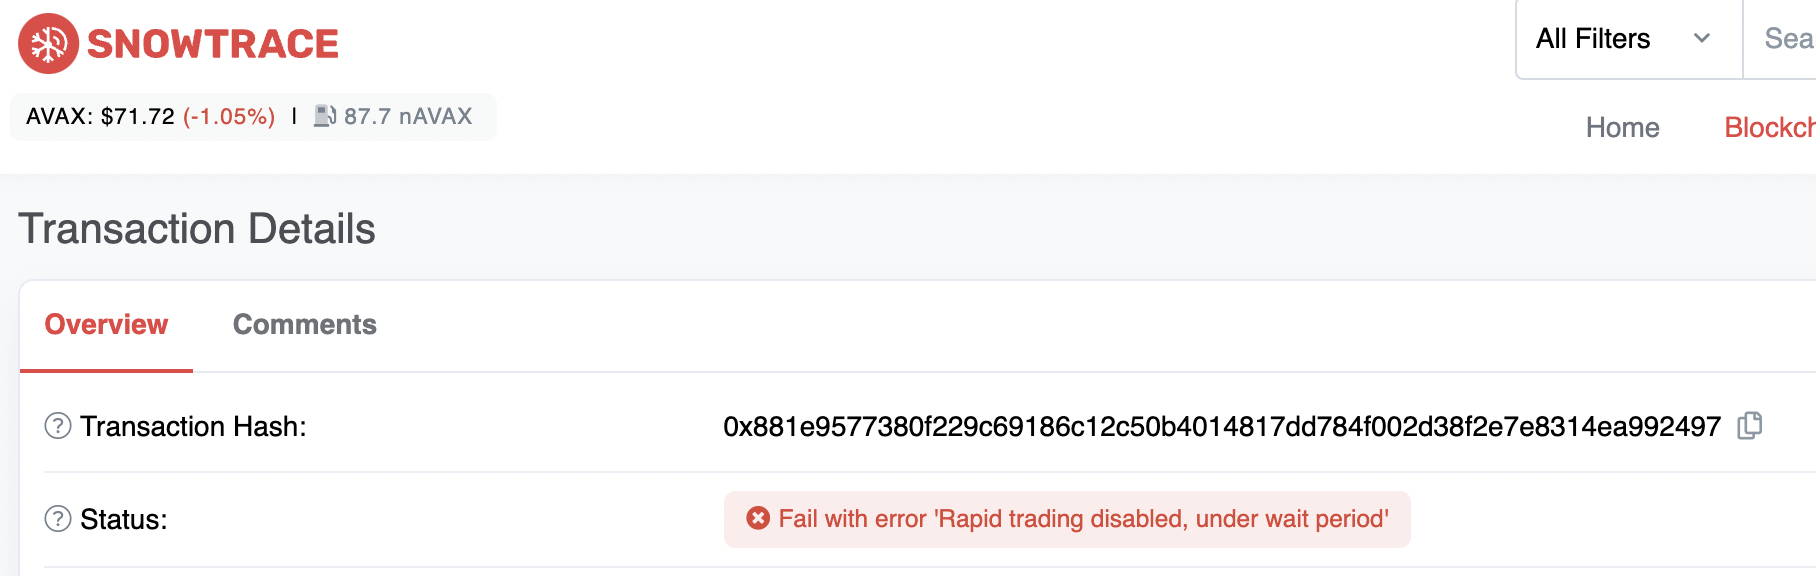 SNOWTRACE
All Filters
Sea
AVAX: $71.72 (-1.05%) | 87.7 nAVAX
Home Blockch
Transaction Details
Overview Comments
Transaction Hash: 0x881e9577380f229c69186c12c50b4014817dd784f002d38f2e7e8314ea992497
Status: Fail with error 'Rapid trading disabled, under wait period'